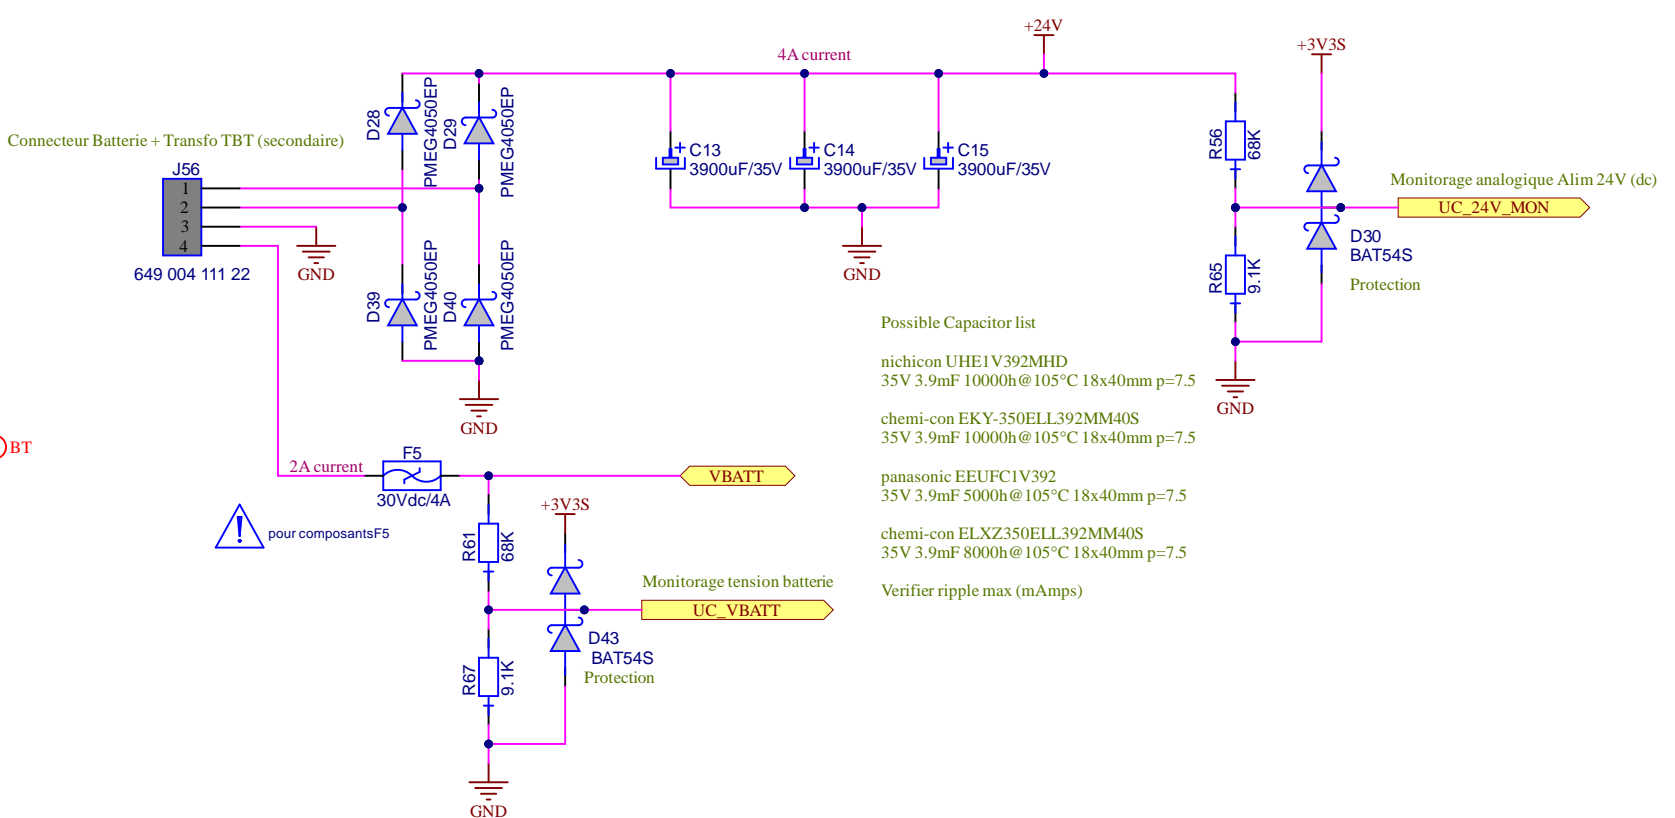 +24V
4A current
+3V3S
D28
PMEG4050EP
D29
PMEG4050EP
Connecteur Batterie + Transfo TBT (secondaire)
J56
1
2
3
4
649 004 111 22
GND
C13
3900uF/35V
C14
3900uF/35V
C15
3900uF/35V
GND
R56
68K
Monitorage analogique Alim 24V (dc)
UC_24V_MON
D30
BAT54S
Protection
R65
9.1K
GND
D39
PMEG4050EP
D40
PMEG4050EP
GND
Possible Capacitor list
nichicon UHE1V392MHD
35V 3.9mF 10000h@105°C 18x40mm p=7.5
chemi-con EKY-350ELL392MM40S
35V 3.9mF 10000h@105°C 18x40mm p=7.5
panasonic EEUFC1V392
35V 3.9mF 5000h@105°C 18x40mm p=7.5
chemi-con ELXZ350ELL392MM40S
35V 3.9mF 8000h@105°C 18x40mm p=7.5
Verifier ripple max (mAmps)
BT
2A current
F5
30Vdc/4A
VBATT
! pour composantsF5
+3V3S
R61
68K
Monitorage tension batterie
UC_VBATT
D43
BAT54S
Protection
R67
9.1K
GND